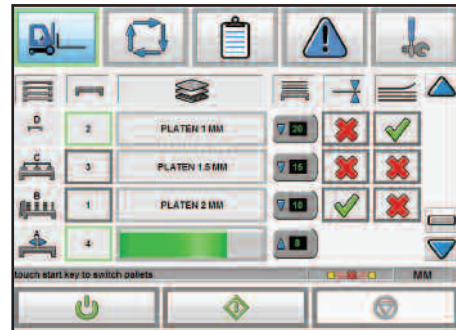 D
2 PLATEN 1 MM 20
C
3 PLATEN 1.5 MM 15
B
1 PLATEN 2 MM 10
A
4 8
touch start key to switch pallets MM